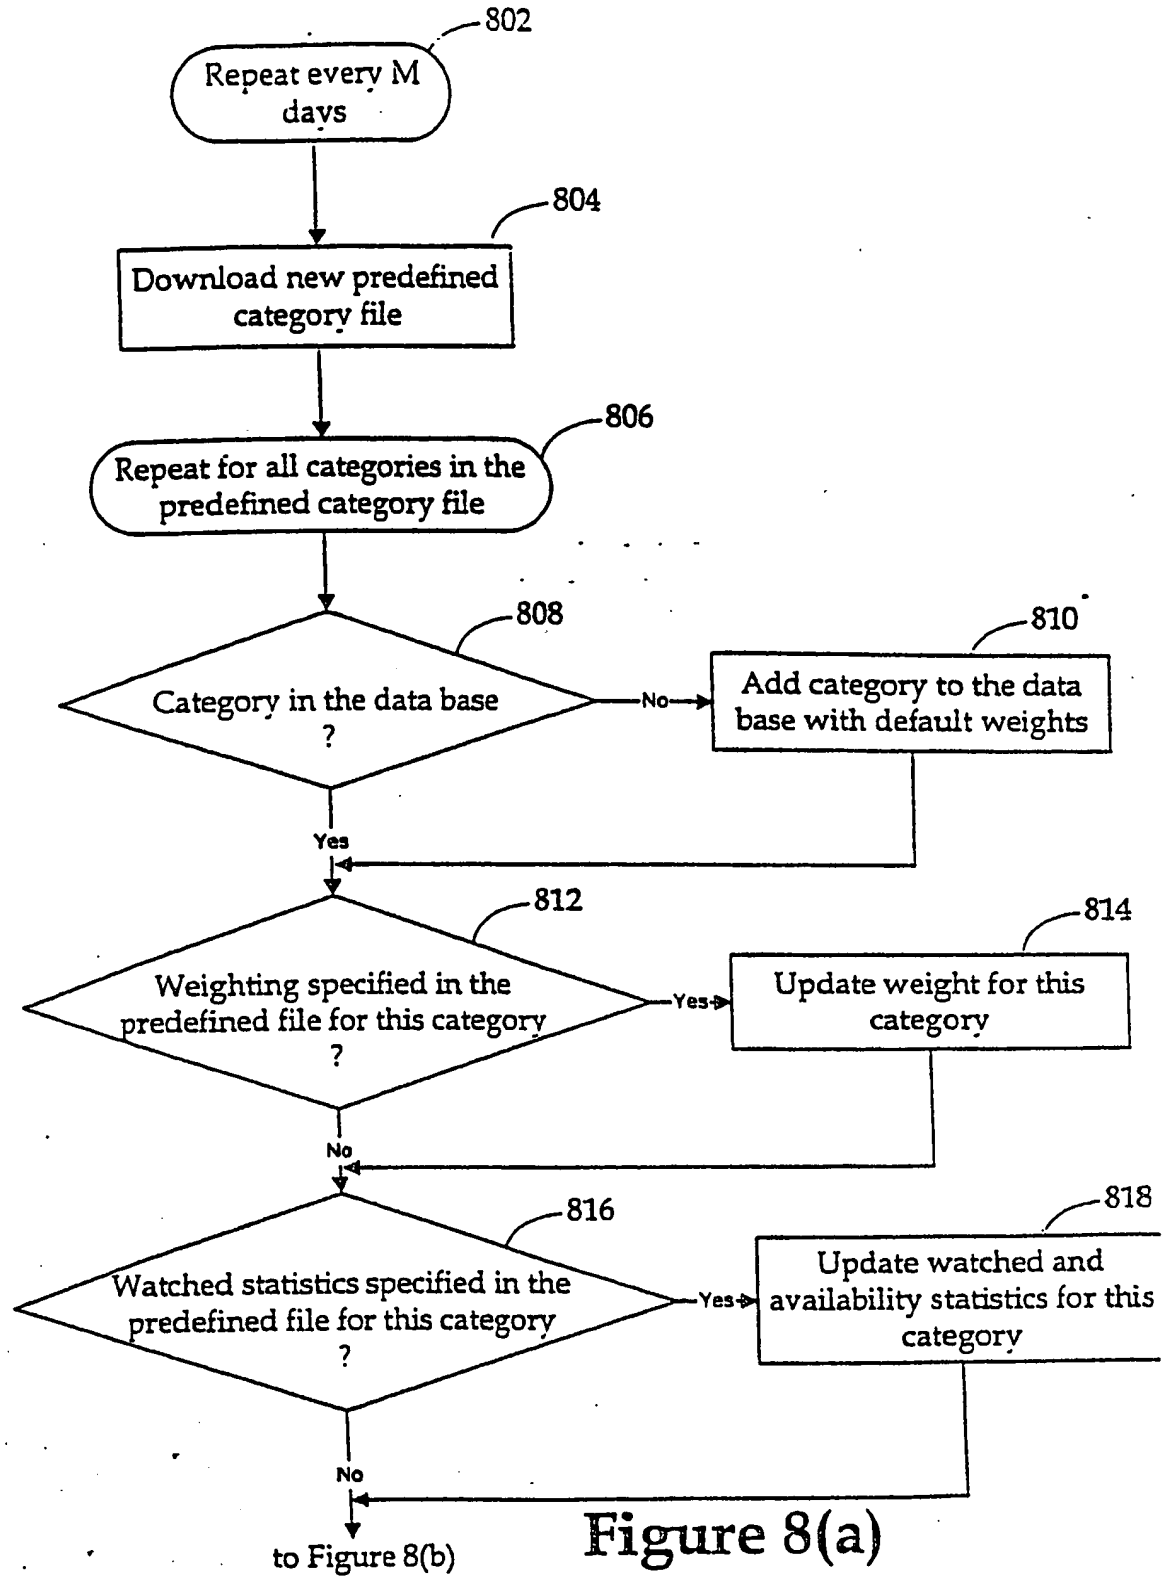 802
Repeat every M
days
804
Download new predefined
category file
806
Repeat for all categories in the
predefined category file
808
Category in the data base
?
No
810
Add category to the data
base with default weights
Yes
812
Weighting specified in the
predefined file for this category
?
Yes
814
Update weight for this
category
No
816
Watched statistics specified in the
predefined file for this category
?
Yes
818
Update watched and
availability statistics for this
category
No
to Figure 8(b)
Figure 8(a)